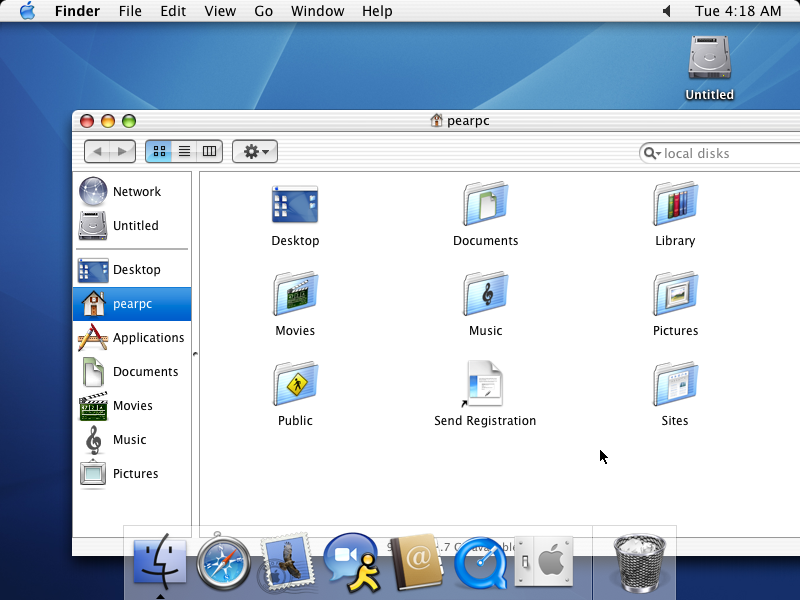 Finder File Edit View Go Window Help Tue 4:18 AM
Untitled
pearpc
local disks
Network
Untitled
Desktop
pearpc
Applications
Documents
Movies
Music
Pictures
Desktop Documents Library
Movies Music Pictures
Public Send Registration Sites
@